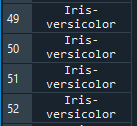 49 Iris-
versicolor
50 Iris-
versicolor
51 Iris-
versicolor
52 Iris-
versicolor